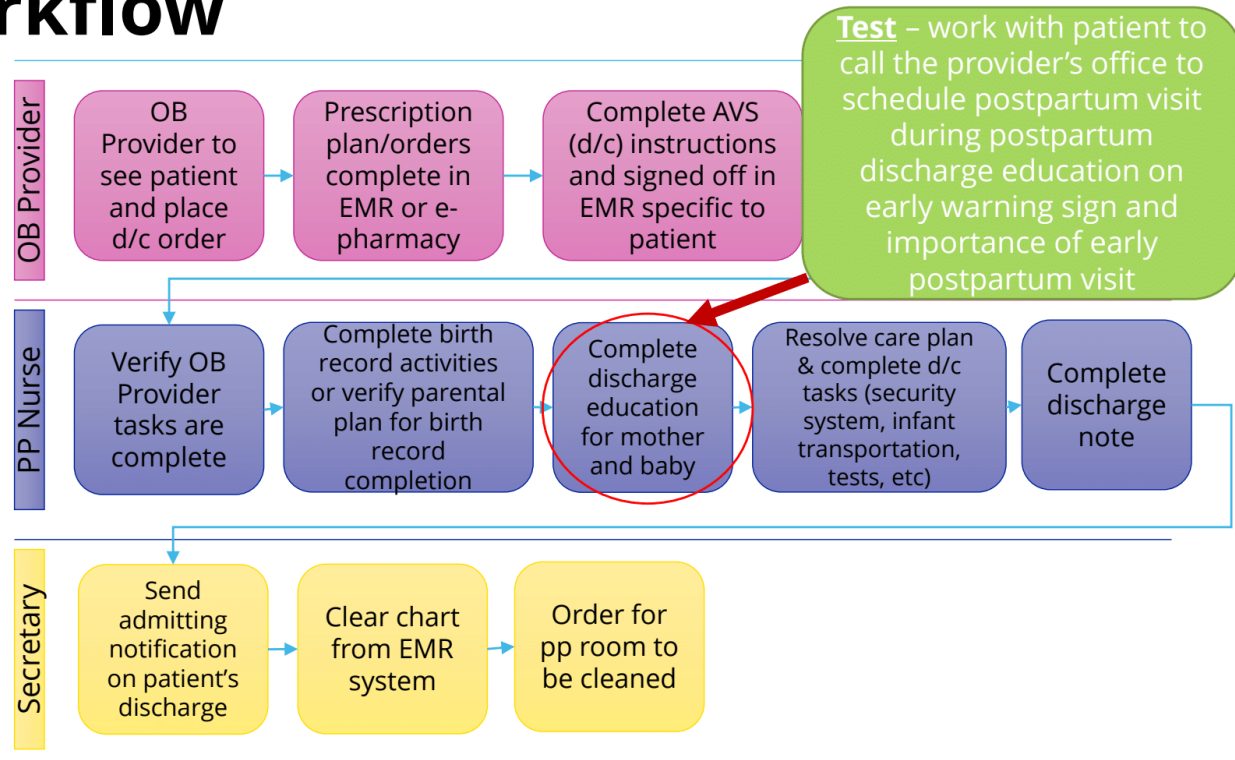 rkflow
Test – work with patient to
call the provider's office to
schedule postpartum visit
during postpartum
discharge education on
early warning sign and
importance of early
postpartum visit
OB Provider
OB
Provider to
see patient
and place
d/c order
Prescription
plan/orders
complete in
EMR or e-
pharmacy
Complete AVS
(d/c) instructions
and signed off in
EMR specific to
patient
PP Nurse
Verify OB
Provider
tasks are
complete
Complete birth
record activities
or verify parental
plan for birth
record
completion
Complete
discharge
education
for mother
and baby
Resolve care plan
& complete d/c
tasks (security
system, infant
transportation,
tests, etc)
Complete
discharge
note
Secretary
Send
admitting
notification
on patient's
discharge
Clear chart
from EMR
system
Order for
pp room to
be cleaned